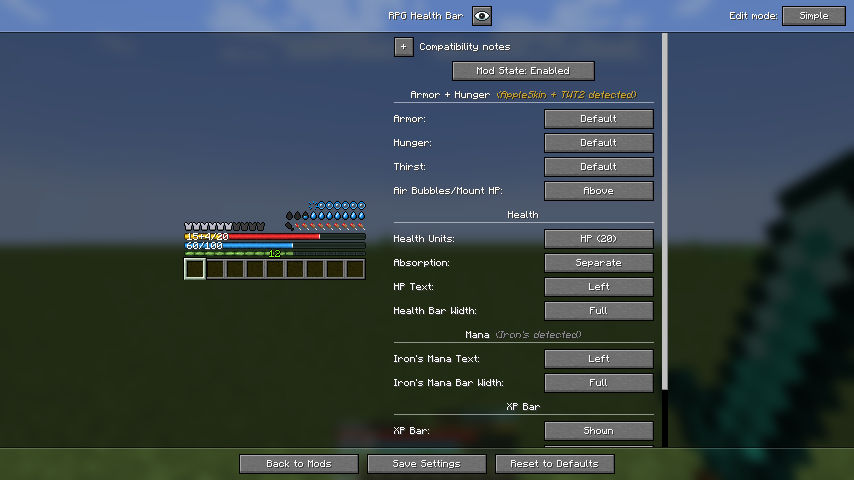 RPG Health Bar
Edit mode: Simple
+ Compatibility notes
Mod State: Enabled
Armor + Hunger (AppleSkin + TWT2 detected)
Armor: Default
Hunger: Default
Thirst: Default
Air Bubbles/Mount HP: Above
Health
Health Units: HP (20)
Absorption: Separate
HP Text: Left
Health Bar Width: Full
Mana (Iron's detected)
Iron's Mana Text: Left
Iron's Mana Bar Width: Full
XP Bar
XP Bar: Shown
15+4/20
60/100
12
Back to Mods
Save Settings
Reset to Defaults